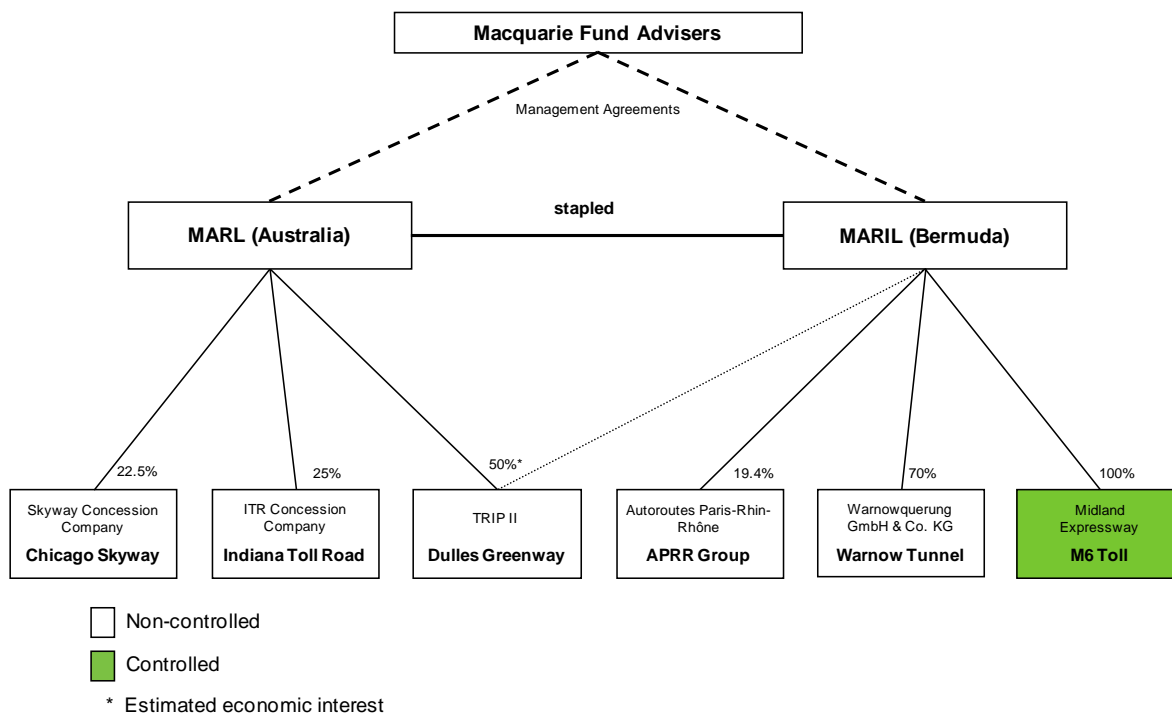 Macquarie Fund Advisers
Management Agreements
stapled
MARL (Australia)
MARIL (Bermuda)
22.5%
25%
50%*
19.4%
70%
100%
Skyway Concession
Company
Chicago Skyway
ITR Concession
Company
Indiana Toll Road
TRIP II
Dulles Greenway
Autoroutes Paris-Rhin-
Rhône
APRR Group
Warnowquerung
GmbH & Co. KG
Warnow Tunnel
Midland
Expressway
M6 Toll
Non-controlled
Controlled
* Estimated economic interest